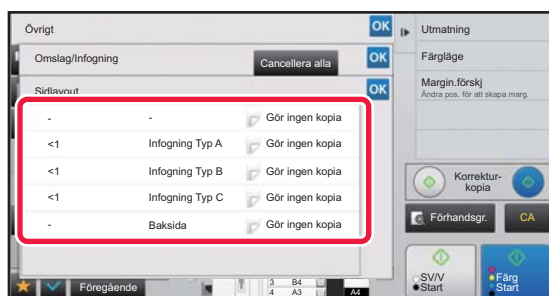 Övrigt
OK
Omslag/Infogning
Cancellera alla
OK
Sidlayout
OK
- - Gör ingen kopia
<1 Infogning Typ A Gör ingen kopia
<1 Infogning Typ B Gör ingen kopia
<1 Infogning Typ C Gör ingen kopia
- Baksida Gör ingen kopia
Föregående
3 B4
4 A3
A4
Utmatning
Färgläge
Margin.förskj
Ändra pos. för att skapa marg.
Korrektur-
kopia
Förhandsgr.
CA
SV/V
Start
Färg
Start